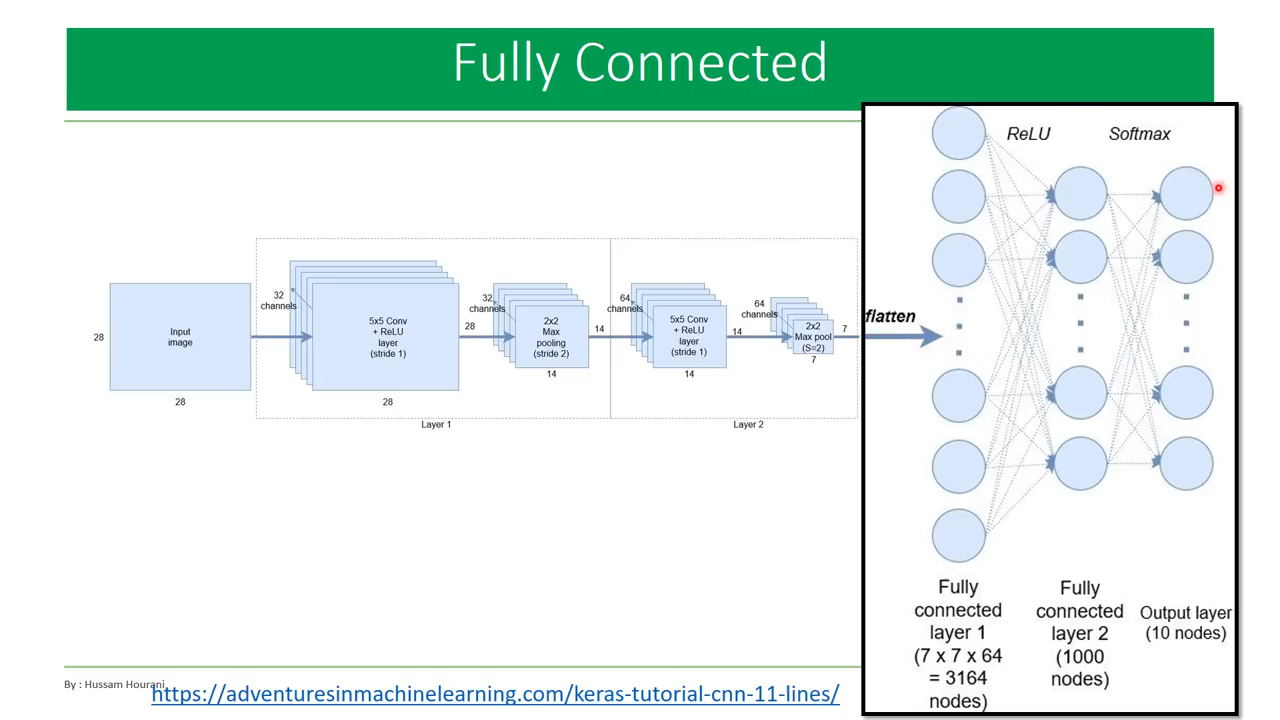 Fully Connected
ReLU
Softmax
32
channels
32
channels
64
channels
64
channels
28
Input
image
28
5x5 Conv
+ ReLU
layer
(stride 1)
28
28
2x2
Max
pooling
(stride 2)
14
14
5x5 Conv
+ ReLU
layer
(stride 1)
14
14
2x2
Max pool
(S=2)
7
7
flatten
Layer 1
Layer 2
Fully
connected
layer 1
(7 x 7 x 64
= 3164
nodes)
Fully
connected
layer 2
(1000
nodes)
Output layer
(10 nodes)
By : Hussam Hourani
https://adventuresinmachinelearning.com/keras-tutorial-cnn-11-lines/